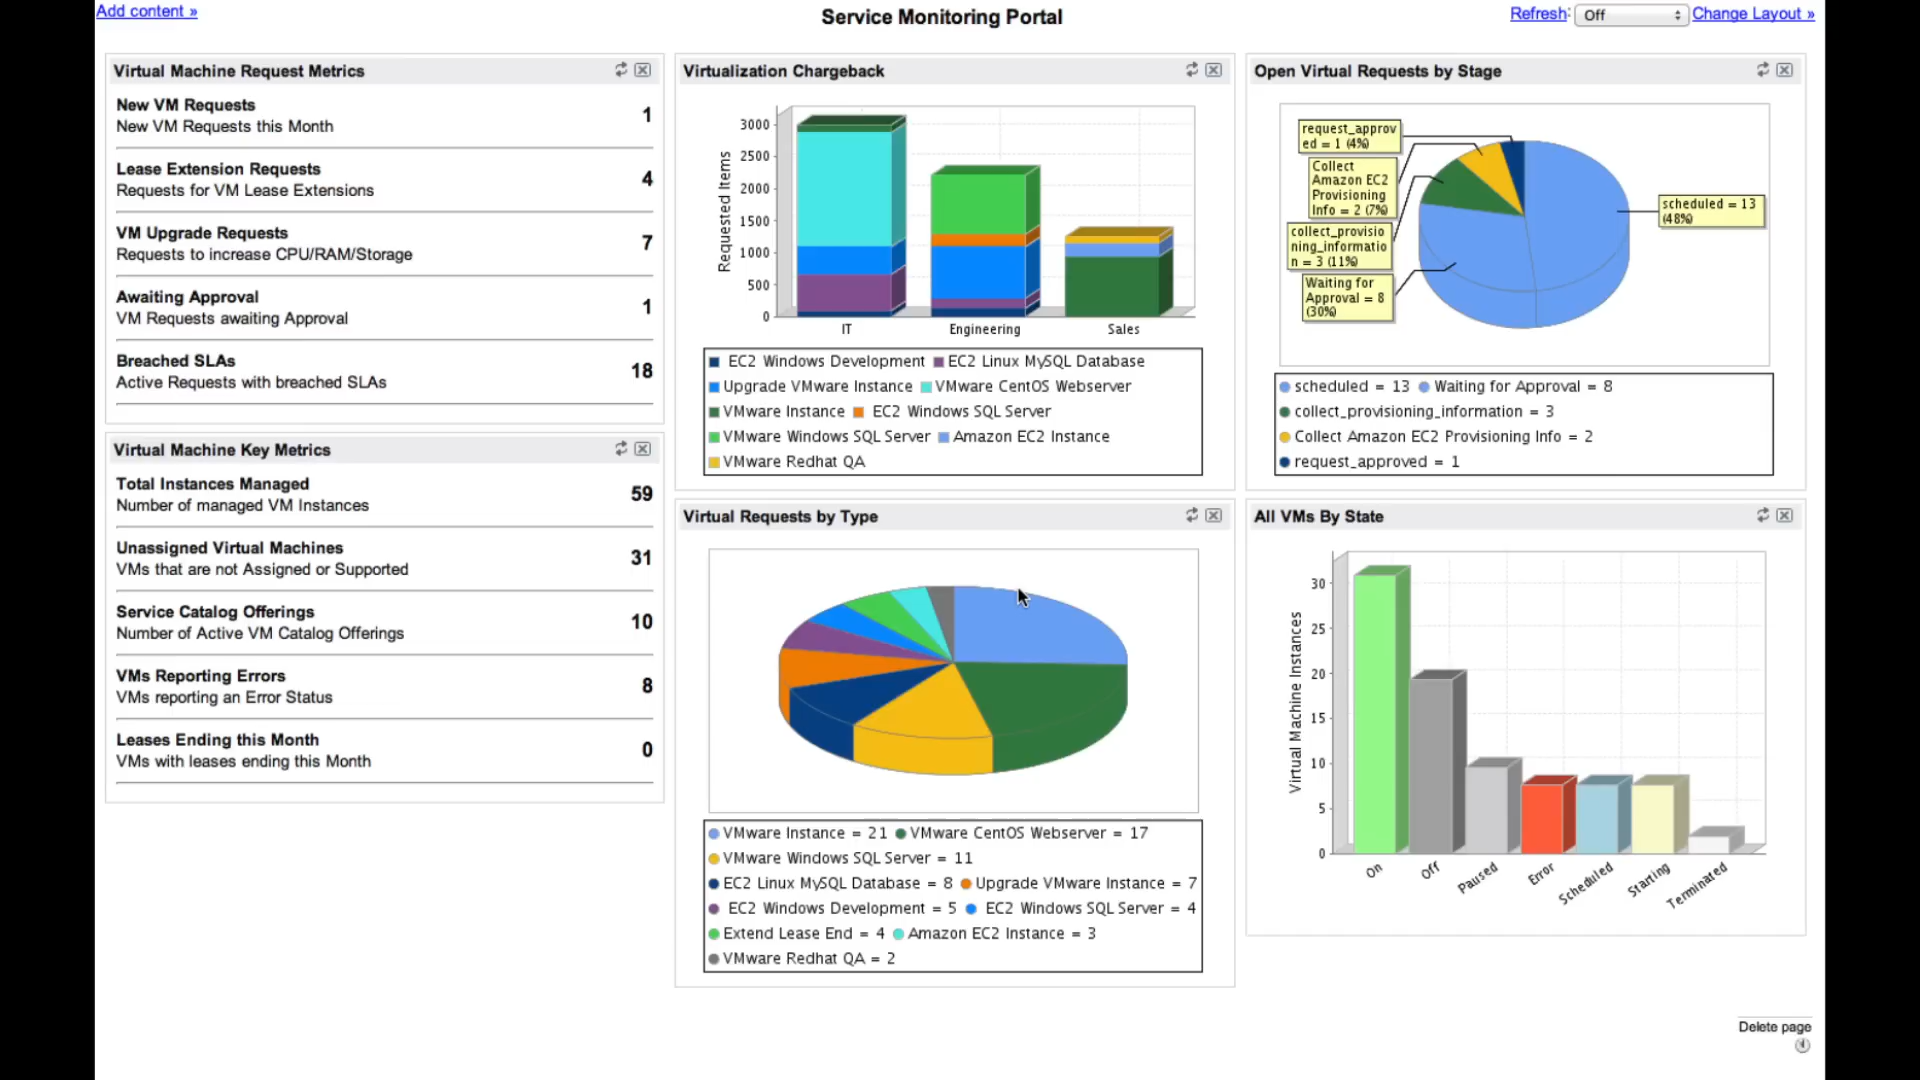 Add content »
Service Monitoring Portal
Refresh: Off Change Layout »
Virtual Machine Request Metrics
New VM Requests 1
New VM Requests this Month
Lease Extension Requests 4
Requests for VM Lease Extensions
VM Upgrade Requests 7
Requests to increase CPU/RAM/Storage
Awaiting Approval 1
VM Requests awaiting Approval
Breached SLAs 18
Active Requests with breached SLAs
Virtual Machine Key Metrics
Total Instances Managed 59
Number of managed VM Instances
Unassigned Virtual Machines 31
VMs that are not Assigned or Supported
Service Catalog Offerings 10
Number of Active VM Catalog Offerings
VMs Reporting Errors 8
VMs reporting an Error Status
Leases Ending this Month 0
VMs with leases ending this Month
Virtualization Chargeback
Requested Items
3000
2500
2000
1500
1000
500
0
IT Engineering Sales
EC2 Windows Development EC2 Linux MySQL Database
Upgrade VMware Instance VMware CentOS Webserver
VMware Instance EC2 Windows SQL Server
VMware Windows SQL Server Amazon EC2 Instance
VMware Redhat QA
Virtual Requests by Type
VMware Instance = 21 VMware CentOS Webserver = 17
VMware Windows SQL Server = 11
EC2 Linux MySQL Database = 8 Upgrade VMware Instance = 7
EC2 Windows Development = 5 EC2 Windows SQL Server = 4
Extend Lease End = 4 Amazon EC2 Instance = 3
VMware Redhat QA = 2
Open Virtual Requests by Stage
request_approv
ed = 1 (4%)
Collect
Amazon EC2
Provisioning
Info = 2 (7%)
collect_provisio
ning_informatio
n = 3 (11%)
Waiting for
Approval = 8
(30%)
scheduled = 13
(48%)
scheduled = 13 Waiting for Approval = 8
collect_provisioning_information = 3
Collect Amazon EC2 Provisioning Info = 2
request_approved = 1
All VMs By State
Virtual Machine Instances
30
25
20
15
10
5
0
On Off Paused Error Scheduled Starting Terminated
Delete page